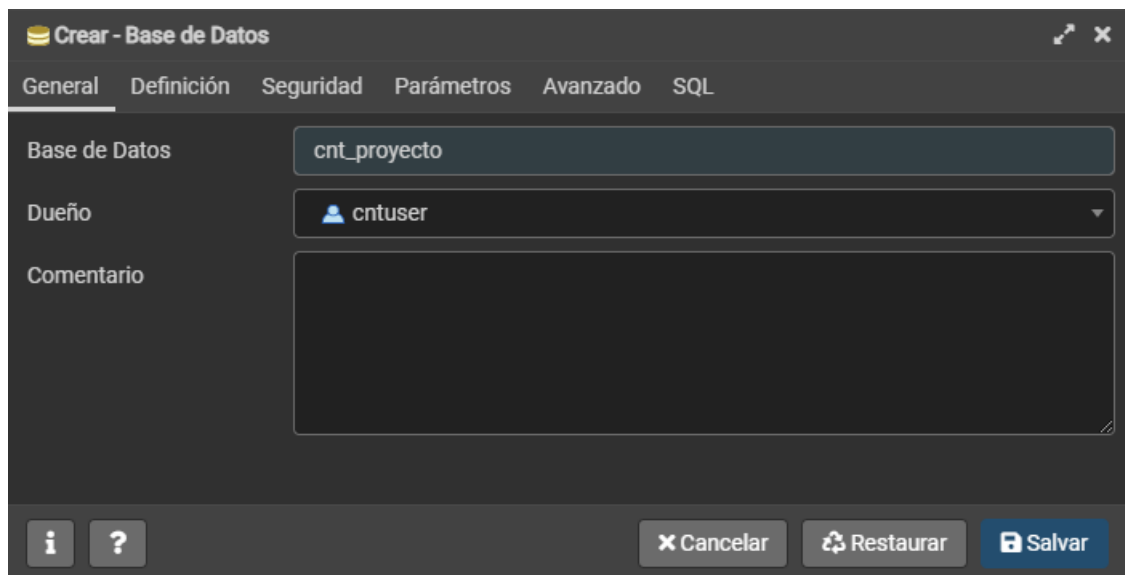 Crear - Base de Datos
General Definición Seguridad Parámetros Avanzado SQL
Base de Datos cnt_proyecto
Dueño cntuser
Comentario
i ? Cancelar Restaurar Salvar